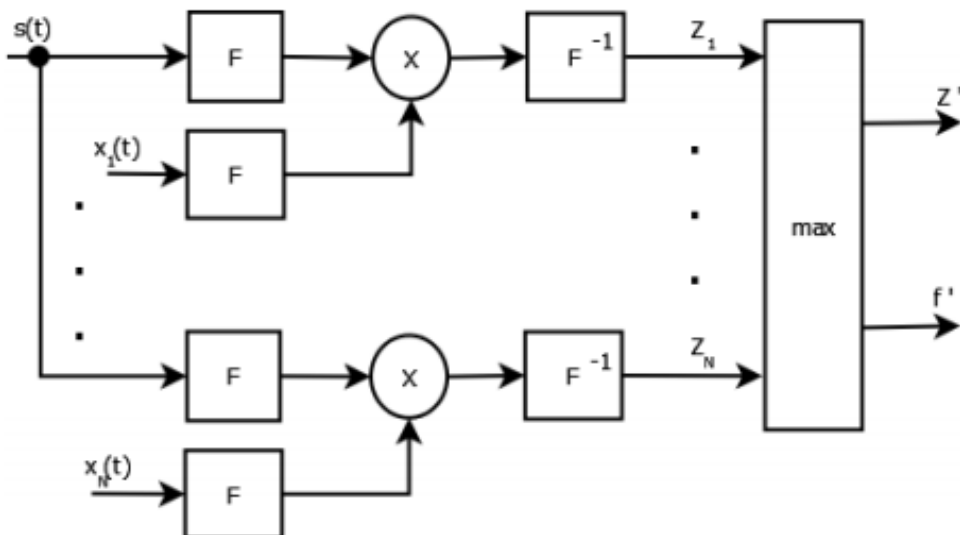 s(t)
F
X
F⁻¹
Z₁
x₁(t)
F
Z'
max
f'
F
X
F⁻¹
Z_N
x_N(t)
F